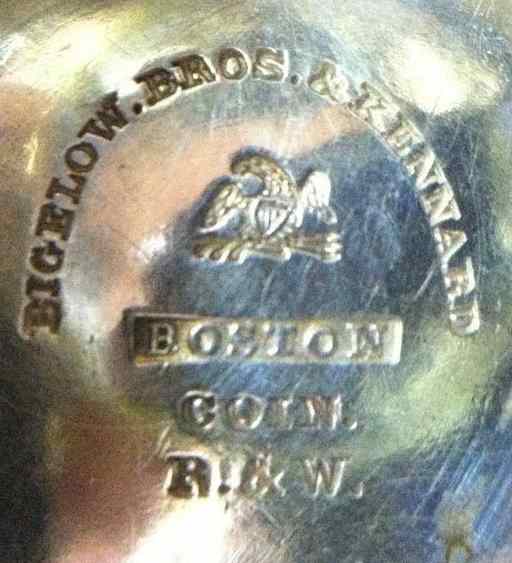 BIGELOW. BROS. & KENNARD
BOSTON
COIN.
R. & W.